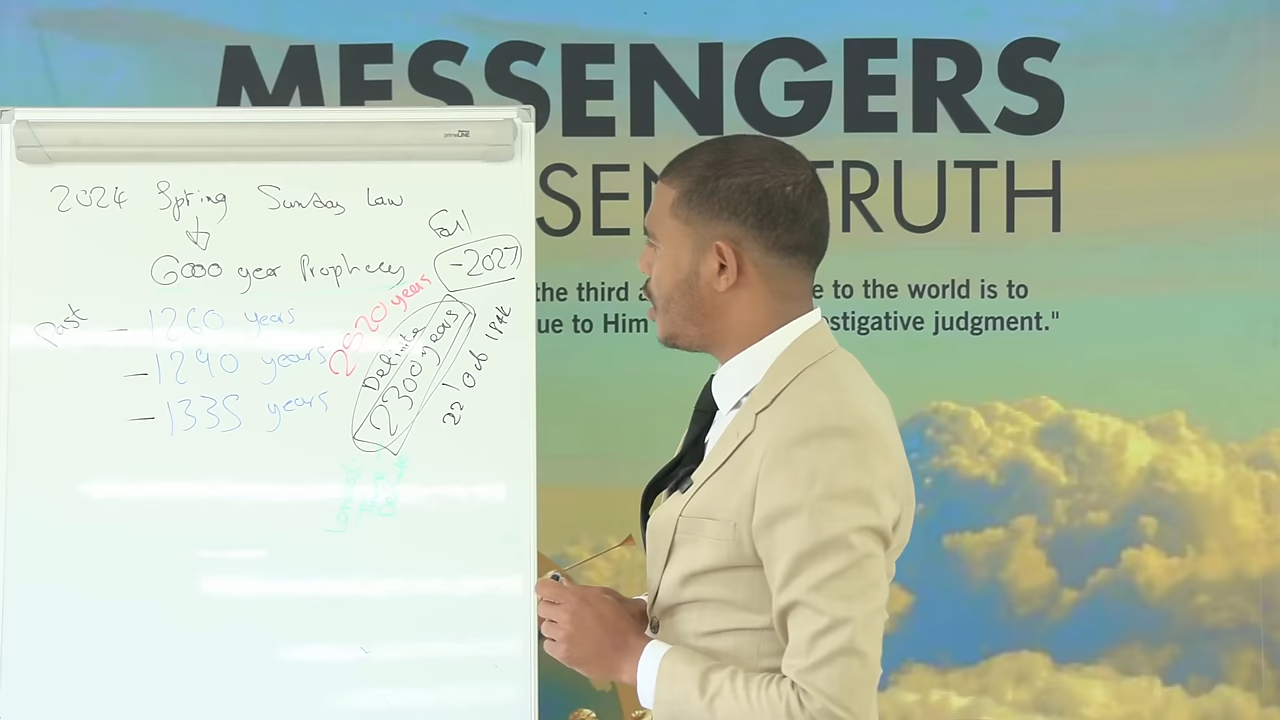 MESSENGERS
SEN TRUTH
the third a e to the world is to
ue to Him estigative judgment."
primeLINE
2024 Spring Sunday Law
6000 year Prophecy
Fall
-2027
Past
- 1260 years
- 1290 years
- 1335 years
2520 years
Definite
2300 years
22 Oct 1844